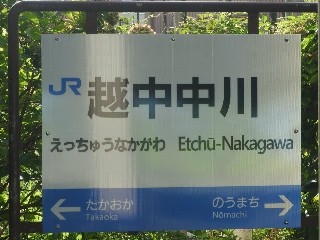 JR 越中中川
えっちゅうなかがわ Etchū-Nakagawa
たかおか のうまち
Takaoka Nōmachi